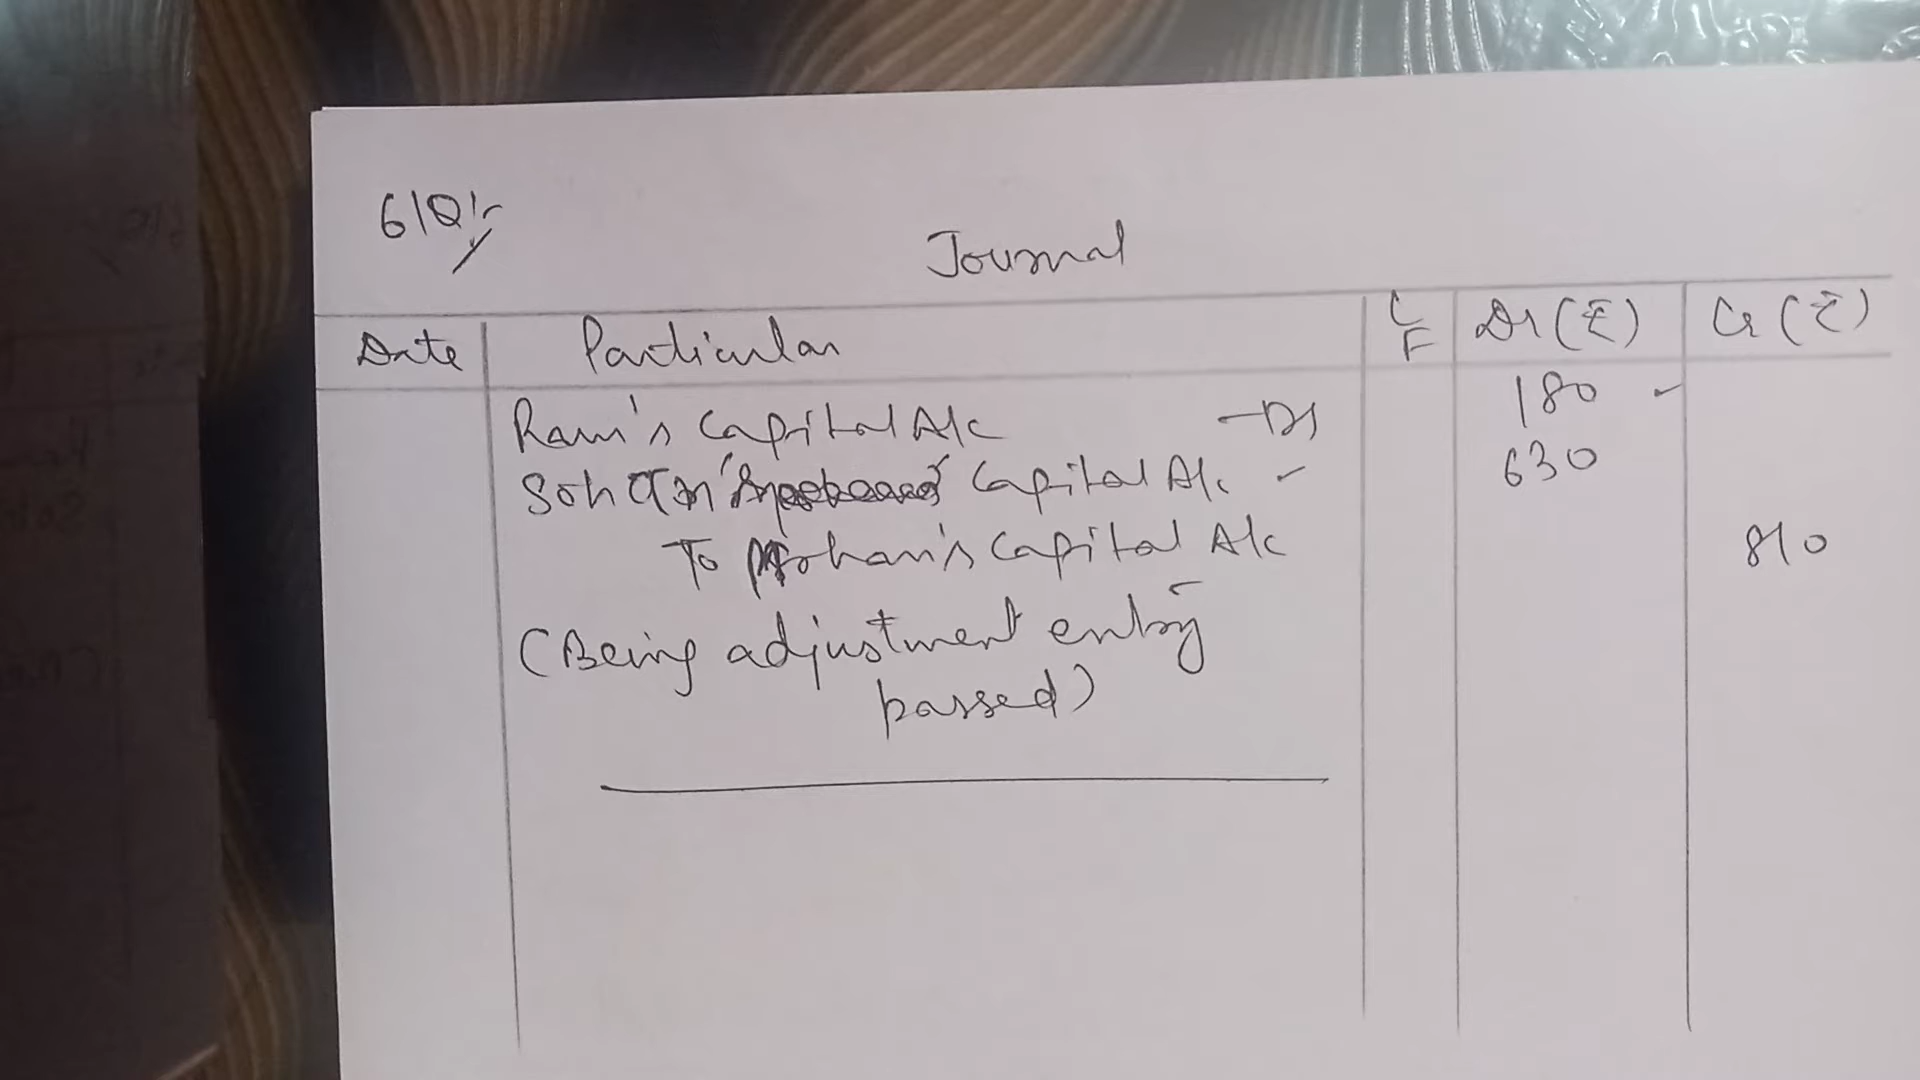 Journal
Date Particular L F Dr (₹) Cr (₹)
Ram's Capital A/c - Dr 180
Sohan's Capital A/c - 630
To Mohan's Capital A/c 810
(Being adjustment entry
passed)